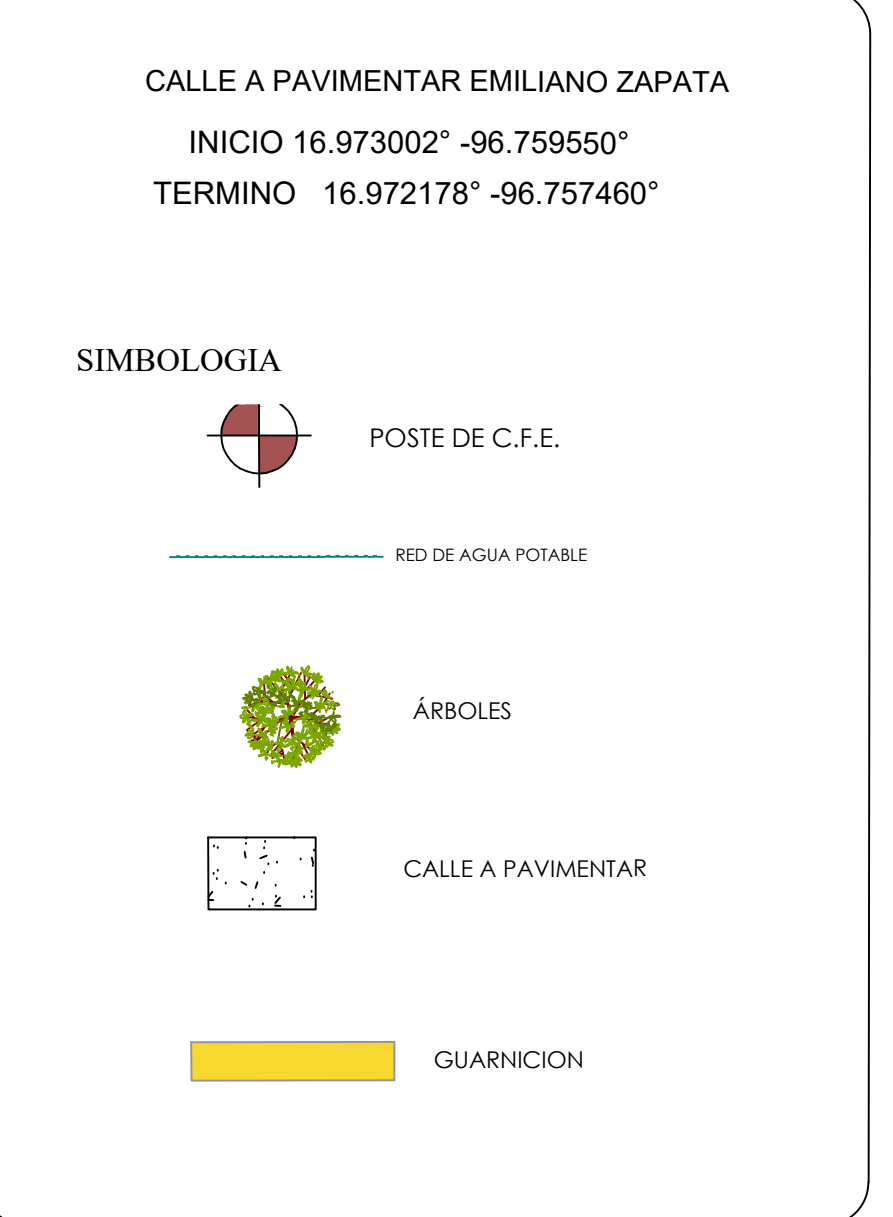 CALLE A PAVIMENTAR EMILIANO ZAPATA
INICIO 16.973002° -96.759550°
TERMINO 16.972178° -96.757460°
SIMBOLOGIA
POSTE DE C.F.E.
RED DE AGUA POTABLE
ÁRBOLES
CALLE A PAVIMENTAR
GUARNICION